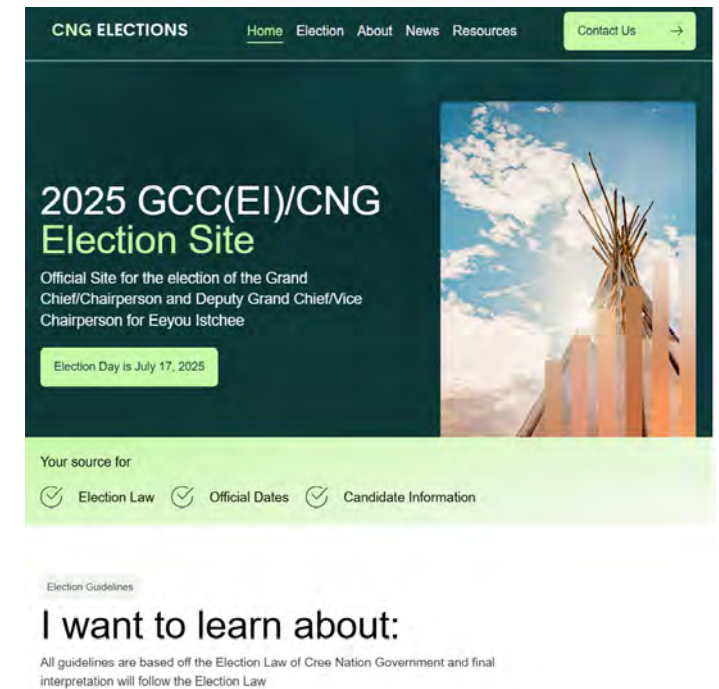 CNG ELECTIONS
Home Election About News Resources
Contact Us →
2025 GCC(EI)/CNG
Election Site
Official Site for the election of the Grand
Chief/Chairperson and Deputy Grand Chief/Vice
Chairperson for Eeyou Istchee
Election Day is July 17, 2025
Your source for
Election Law Official Dates Candidate Information
Election Guidelines
I want to learn about:
All guidelines are based off the Election Law of Cree Nation Government and final
interpretation will follow the Election Law